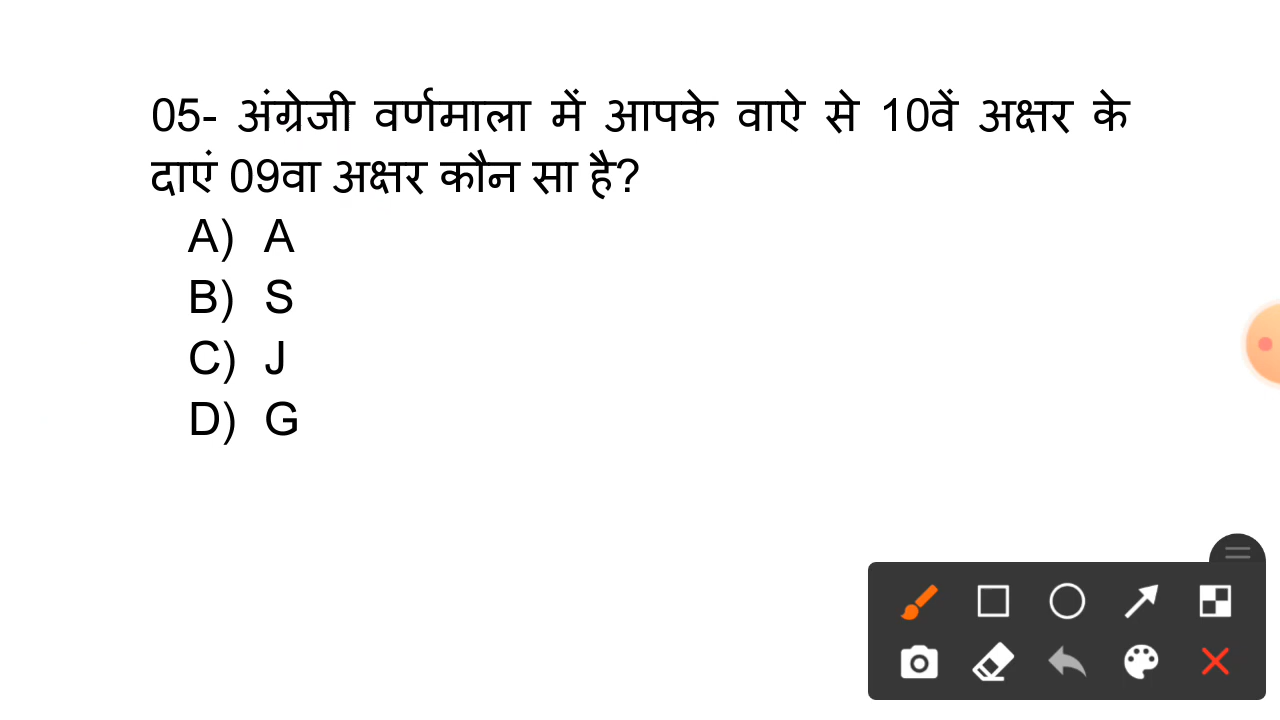 05- अंग्रेजी वर्णमाला में आपके वाऐ से 10वें अक्षर के
दाएं 09वा अक्षर कौन सा है?
A) A
B) S
C) J
D) G